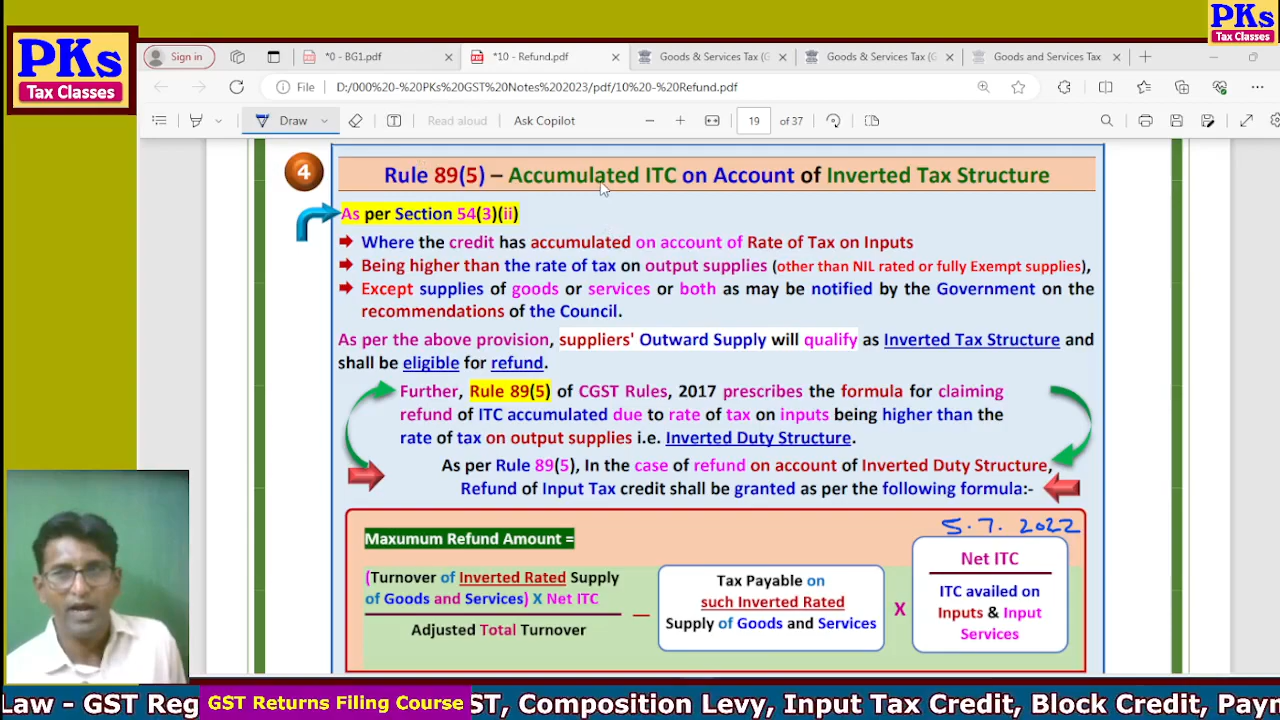 PKs
Tax Classes
PKs
Tax Classes
Sign in
*0 - BG1.pdf
*10 - Refund.pdf
Goods & Services Tax (G
Goods & Services Tax (G
Goods and Services Tax
File
D:/000%20-%20PKs%20GST%20Notes%202023/pdf/10%20-%20Refund.pdf
Draw
Read aloud
Ask Copilot
19 of 37
4
Rule 89(5) – Accumulated ITC on Account of Inverted Tax Structure
As per Section 54(3)(ii)
Where the credit has accumulated on account of Rate of Tax on Inputs
Being higher than the rate of tax on output supplies (other than NIL rated or fully Exempt supplies),
Except supplies of goods or services or both as may be notified by the Government on the
recommendations of the Council.
As per the above provision, suppliers' Outward Supply will qualify as Inverted Tax Structure and
shall be eligible for refund.
Further, Rule 89(5) of CGST Rules, 2017 prescribes the formula for claiming
refund of ITC accumulated due to rate of tax on inputs being higher than the
rate of tax on output supplies i.e. Inverted Duty Structure.
As per Rule 89(5), In the case of refund on account of Inverted Duty Structure,
Refund of Input Tax credit shall be granted as per the following formula:-
5.7.2022
Maxumum Refund Amount =
(Turnover of Inverted Rated Supply
of Goods and Services) X Net ITC
Adjusted Total Turnover
—
Tax Payable on
such Inverted Rated
Supply of Goods and Services
X
Net ITC
ITC availed on
Inputs & Input
Services
Law - GST Reg
GST Returns Filing Course
ST, Composition Levy, Input Tax Credit, Block Credit, Payn